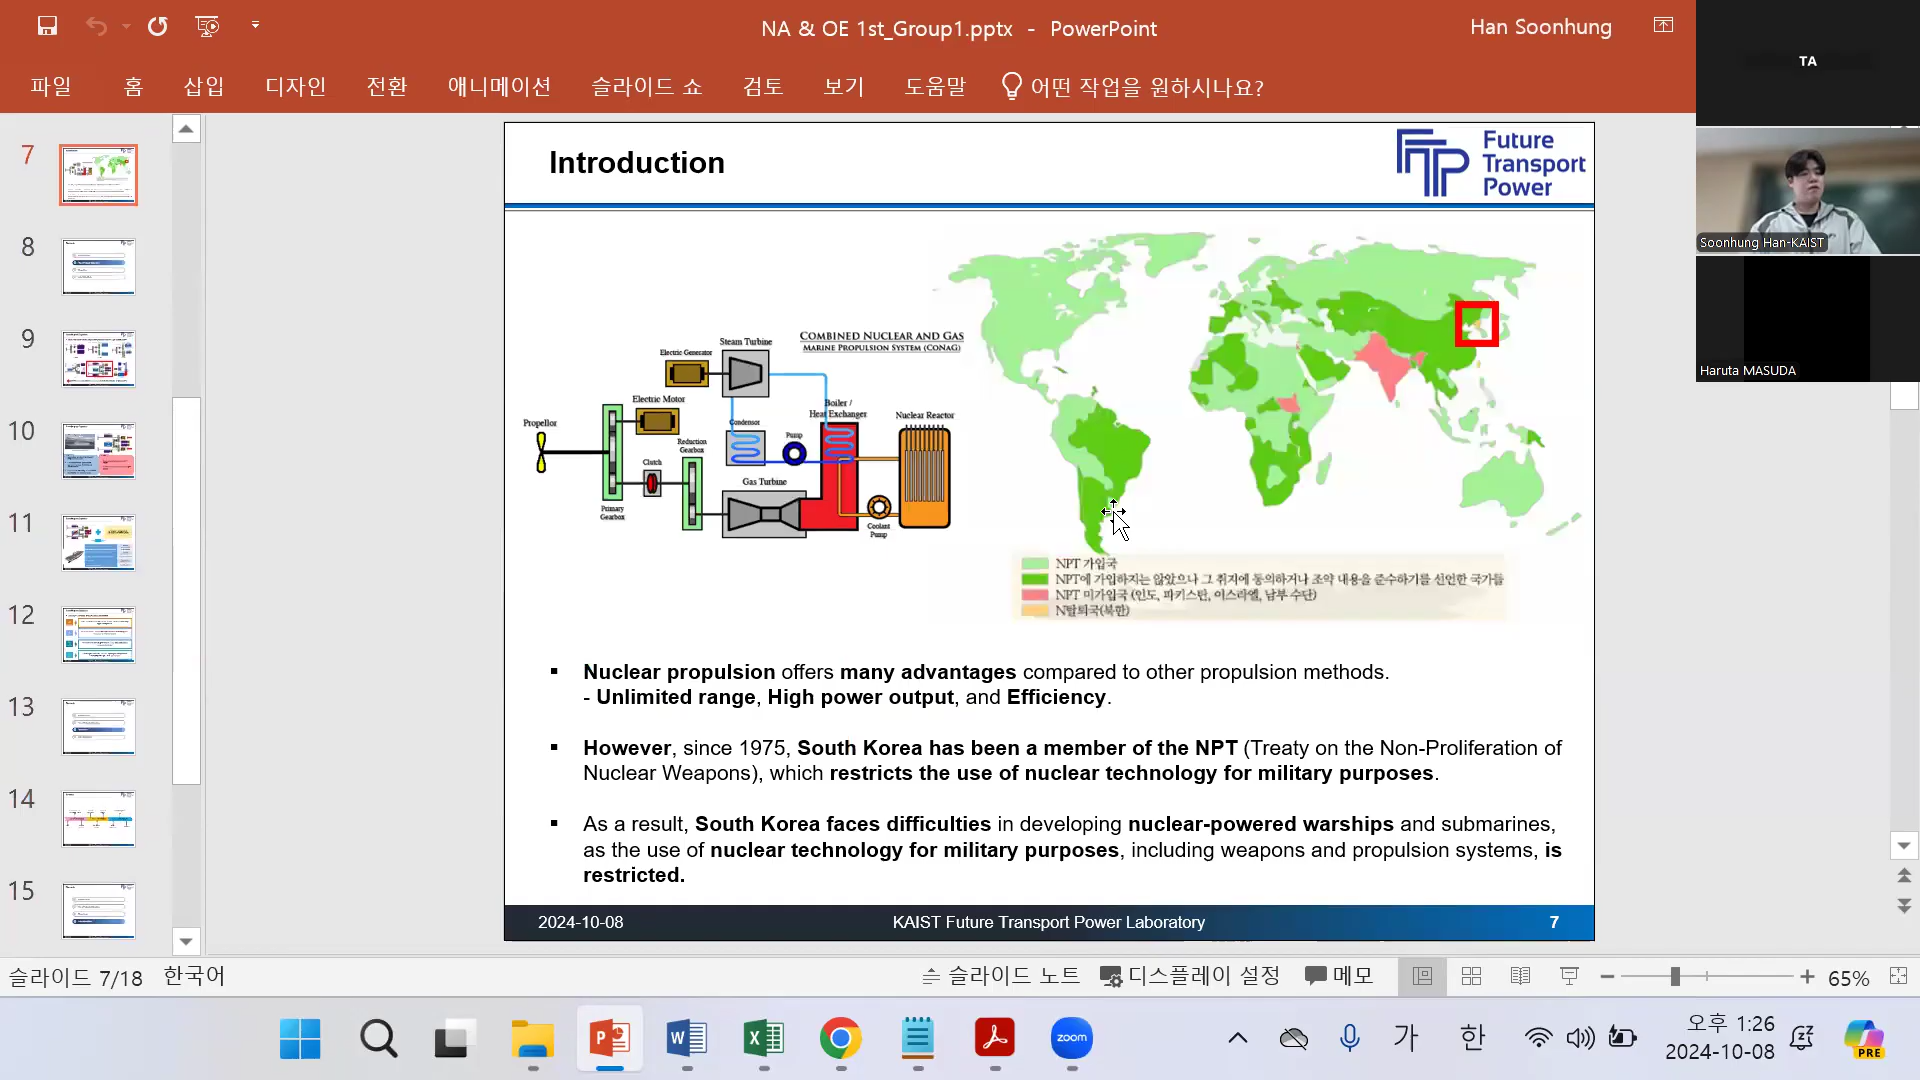 NA & OE 1st_Group1.pptx - PowerPoint
Han Soonhung
파일 홈 삽입 디자인 전환 애니메이션 슬라이드 쇼 검토 보기 도움말 어떤 작업을 원하시나요?
TA
Soonhung Han-KAIST
Haruta MASUDA
7
8
9
10
11
12
13
14
15
Introduction
FTP
Future
Transport
Power
COMBINED NUCLEAR AND GAS
MARINE PROPULSION SYSTEM (CONAG)
Steam Turbine
Electric Generator
Electric Motor
Boiler /
Heat Exchanger
Nuclear Reactor
Propellor
Condensor
Pump
Reduction
Gearbox
Clutch
Gas Turbine
Primary
Gearbox
Coolant
Pump
NPT 가입국
NPT에 가입하지는 않았으나 그 취지에 동의하거나 조약 내용을 준수하기를 선언한 국가들
NPT 미가입국 (인도, 파키스탄, 이스라엘, 남부 수단)
N탈퇴국(북한)
▪ Nuclear propulsion offers many advantages compared to other propulsion methods.
- Unlimited range, High power output, and Efficiency.
▪ However, since 1975, South Korea has been a member of the NPT (Treaty on the Non-Proliferation of
Nuclear Weapons), which restricts the use of nuclear technology for military purposes.
▪ As a result, South Korea faces difficulties in developing nuclear-powered warships and submarines,
as the use of nuclear technology for military purposes, including weapons and propulsion systems, is
restricted.
2024-10-08 KAIST Future Transport Power Laboratory 7
슬라이드 7/18 한국어 슬라이드 노트 디스플레이 설정 메모 65%
zoom
가 한
오후 1:26
2024-10-08
PRE